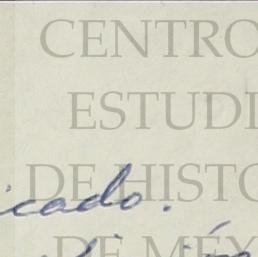 CENTRO
ESTUDI
DE HISTO
icado.
DE MÉX